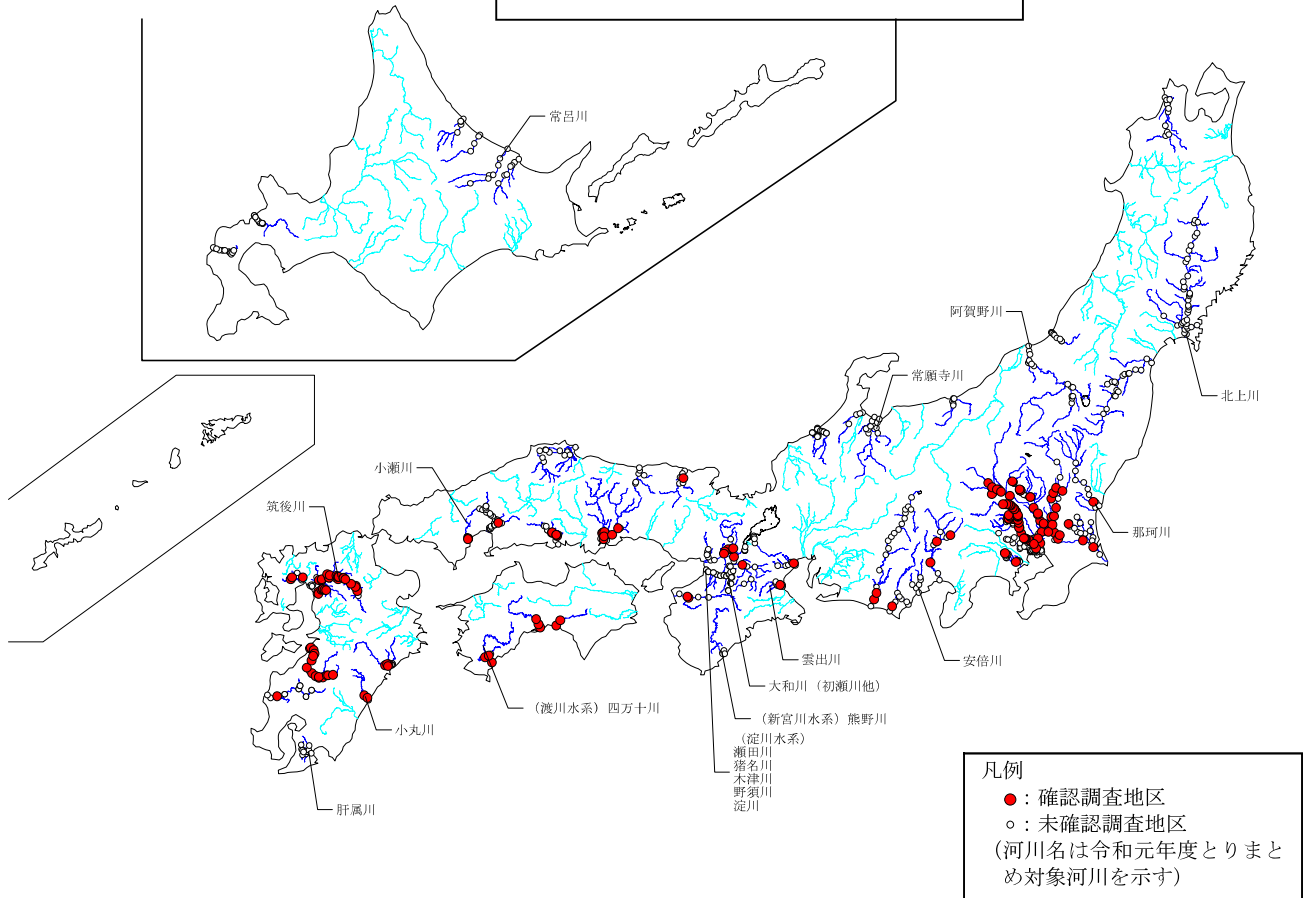 常呂川
阿賀野川
常願寺川
北上川
小瀬川
筑後川
那珂川
雲出川
安倍川
大和川（初瀬川他）
（渡川水系）四万十川
（新宮川水系）熊野川
小丸川
（淀川水系）
瀬田川
猪名川
木津川
野須川
淀川
肝属川
凡例
：確認調査地区
：未確認調査地区
（河川名は令和元年度とりまと
め対象河川を示す）